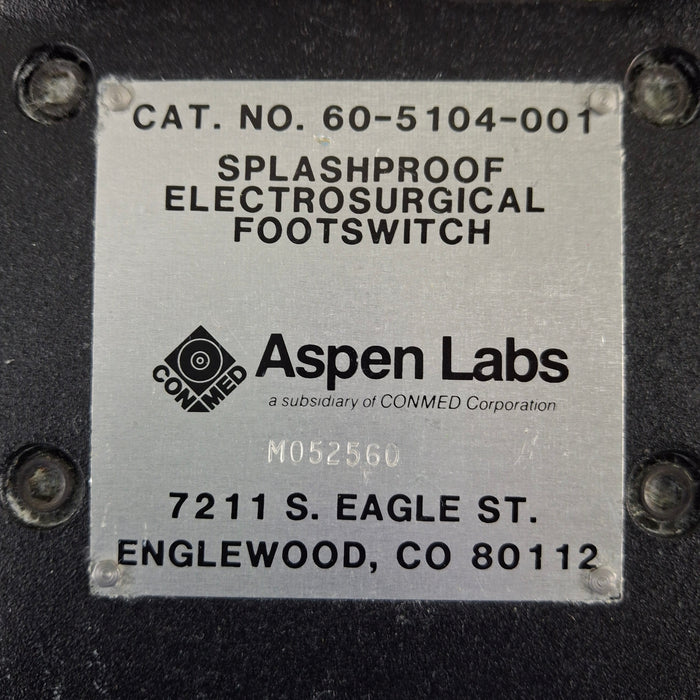 CAT. NO. 60-5104-001
SPLASHPROOF
ELECTROSURGICAL
FOOTSWITCH
CONMED
Aspen Labs
a subsidiary of CONMED Corporation
M052560
7211 S. EAGLE ST.
ENGLEWOOD, CO 80112